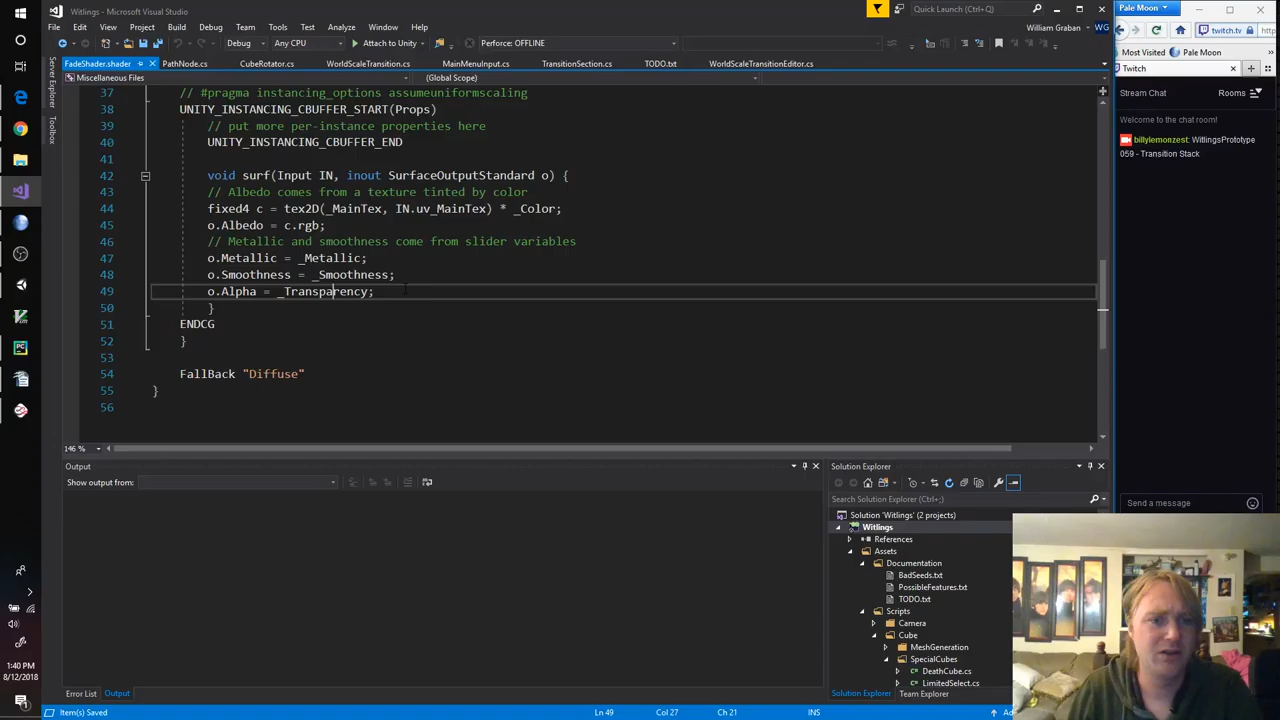 Witlings - Microsoft Visual Studio
Quick Launch (Ctrl+Q)
Pale Moon
File Edit View Project Build Debug Team Tools Analyze Window Help
William Graban WG
Debug Any CPU Attach to Unity Perforce: OFFLINE
twitch.tv
Most Visited Pale Moon
FadeShader.shader PathNode.cs CubeRotator.cs WorldScaleTransition.cs MainMenuInput.cs TransitionSection.cs TODO.txt WorldScaleTransitionEditor.cs
Twitch
Miscellaneous Files (Global Scope)
Server Explorer
Toolbox
37 // #pragma instancing_options assumeuniformscaling
38 UNITY_INSTANCING_CBUFFER_START(Props)
39 // put more per-instance properties here
40 UNITY_INSTANCING_CBUFFER_END
41
42 void surf(Input IN, inout SurfaceOutputStandard o) {
43 // Albedo comes from a texture tinted by color
44 fixed4 c = tex2D(_MainTex, IN.uv_MainTex) * _Color;
45 o.Albedo = c.rgb;
46 // Metallic and smoothness come from slider variables
47 o.Metallic = _Metallic;
48 o.Smoothness = _Smoothness;
49 o.Alpha = _Transparency;
50 }
51 ENDCG
52 }
53
54 FallBack "Diffuse"
55 }
56
146 %
Stream Chat Rooms
Welcome to the chat room!
billylemonzest: WitlingsPrototype
059 - Transition Stack
Send a message
Output
Show output from:
Error List Output
Solution Explorer
Search Solution Explorer (Ctrl+;)
Solution 'Witlings' (2 projects)
Witlings
References
Assets
Documentation
BadSeeds.txt
PossibleFeatures.txt
TODO.txt
Scripts
Camera
Cube
MeshGeneration
SpecialCubes
DeathCube.cs
LimitedSelect.cs
Solution Explorer Team Explorer
1:40 PM
8/12/2018
Item(s) Saved Ln 49 Col 27 Ch 21 INS